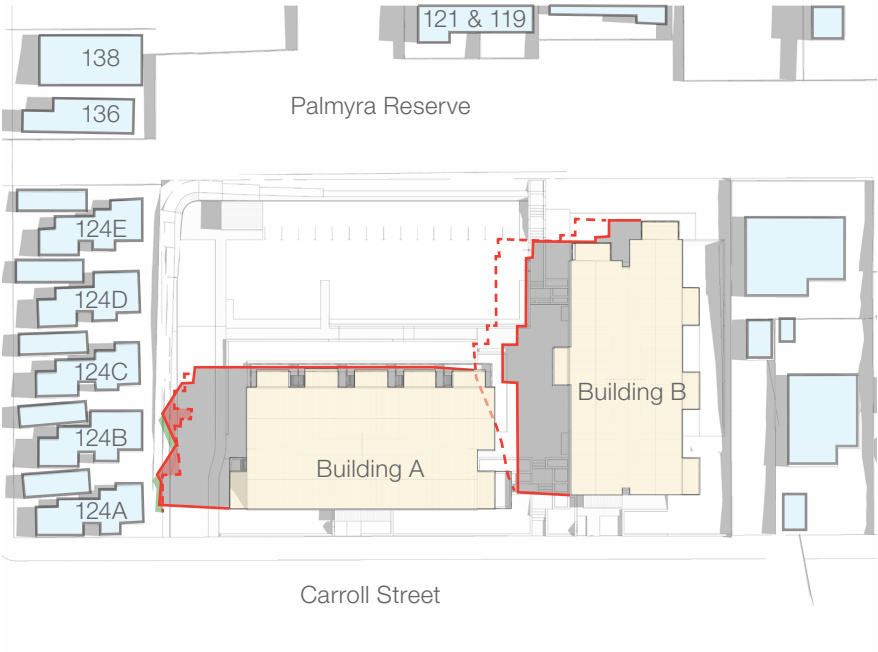 121 & 119
138
Palmyra Reserve
136
124E
124D
124C
Building B
124B
Building A
124A
Carroll Street